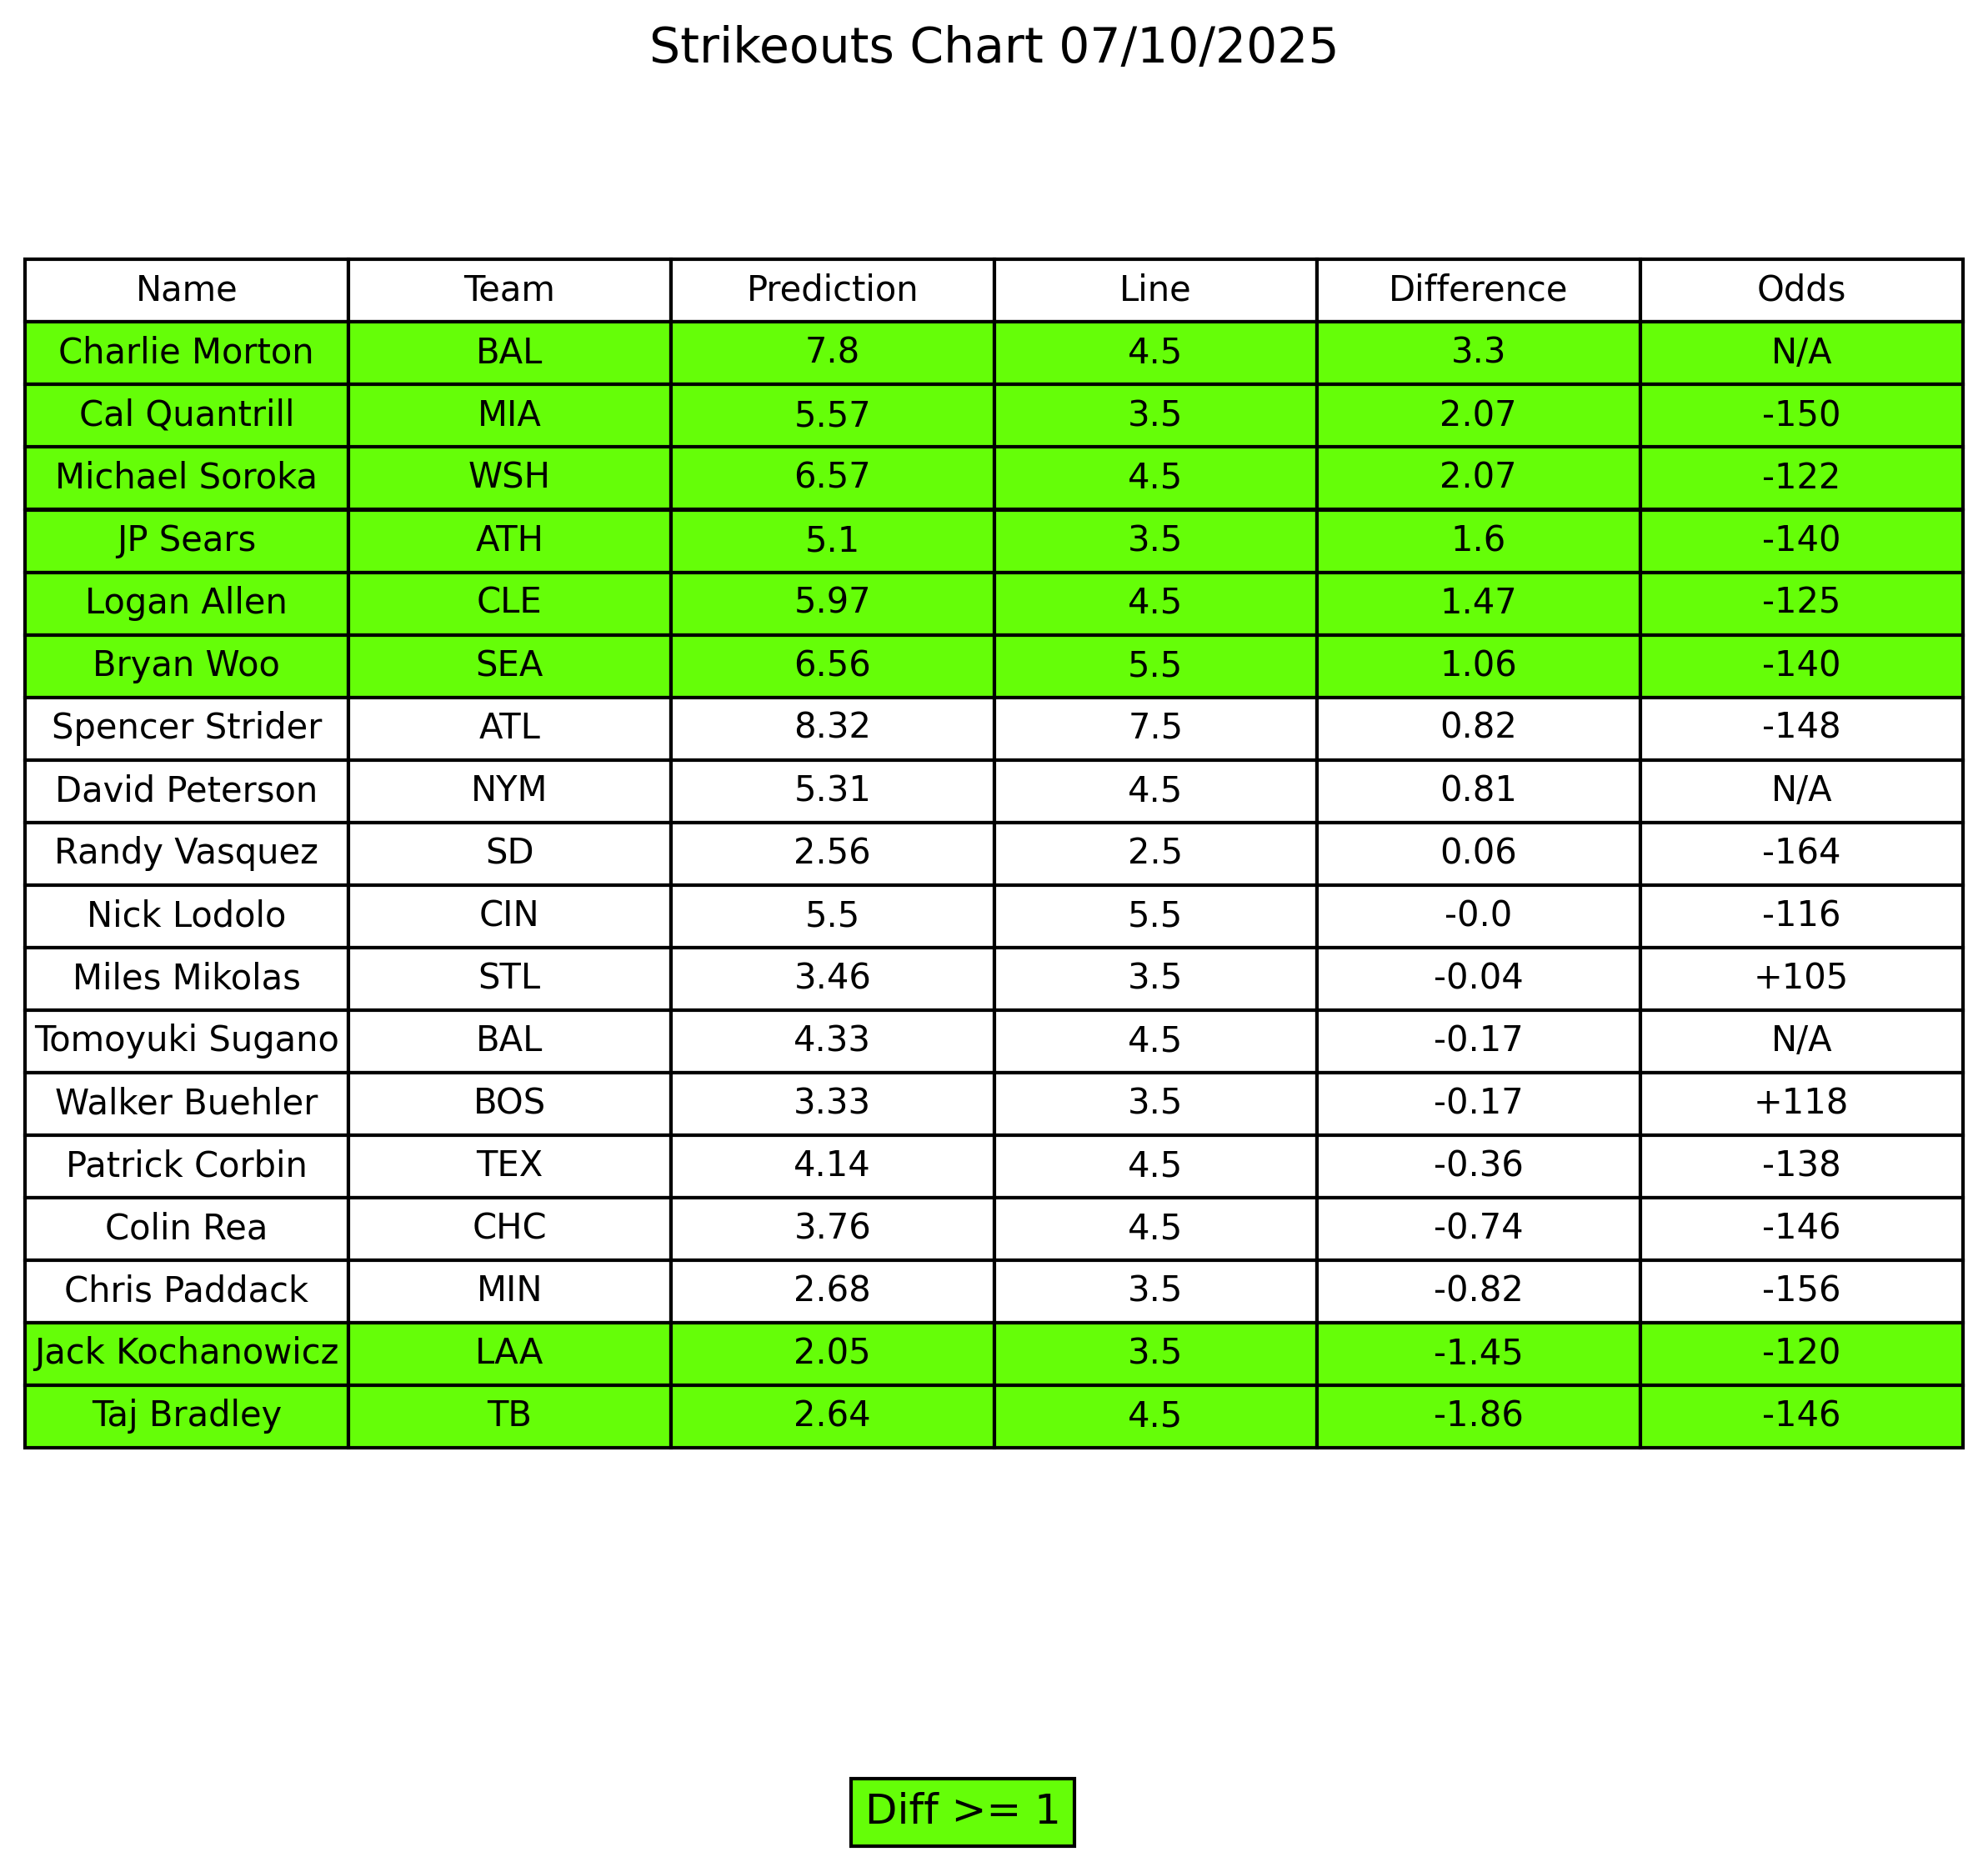 Strikeouts Chart 07/10/2025
Name Team Prediction Line Difference Odds
Charlie Morton BAL 7.8 4.5 3.3 N/A
Cal Quantrill MIA 5.57 3.5 2.07 -150
Michael Soroka WSH 6.57 4.5 2.07 -122
JP Sears ATH 5.1 3.5 1.6 -140
Logan Allen CLE 5.97 4.5 1.47 -125
Bryan Woo SEA 6.56 5.5 1.06 -140
Spencer Strider ATL 8.32 7.5 0.82 -148
David Peterson NYM 5.31 4.5 0.81 N/A
Randy Vasquez SD 2.56 2.5 0.06 -164
Nick Lodolo CIN 5.5 5.5 -0.0 -116
Miles Mikolas STL 3.46 3.5 -0.04 +105
Tomoyuki Sugano BAL 4.33 4.5 -0.17 N/A
Walker Buehler BOS 3.33 3.5 -0.17 +118
Patrick Corbin TEX 4.14 4.5 -0.36 -138
Colin Rea CHC 3.76 4.5 -0.74 -146
Chris Paddack MIN 2.68 3.5 -0.82 -156
Jack Kochanowicz LAA 2.05 3.5 -1.45 -120
Taj Bradley TB 2.64 4.5 -1.86 -146
Diff >= 1